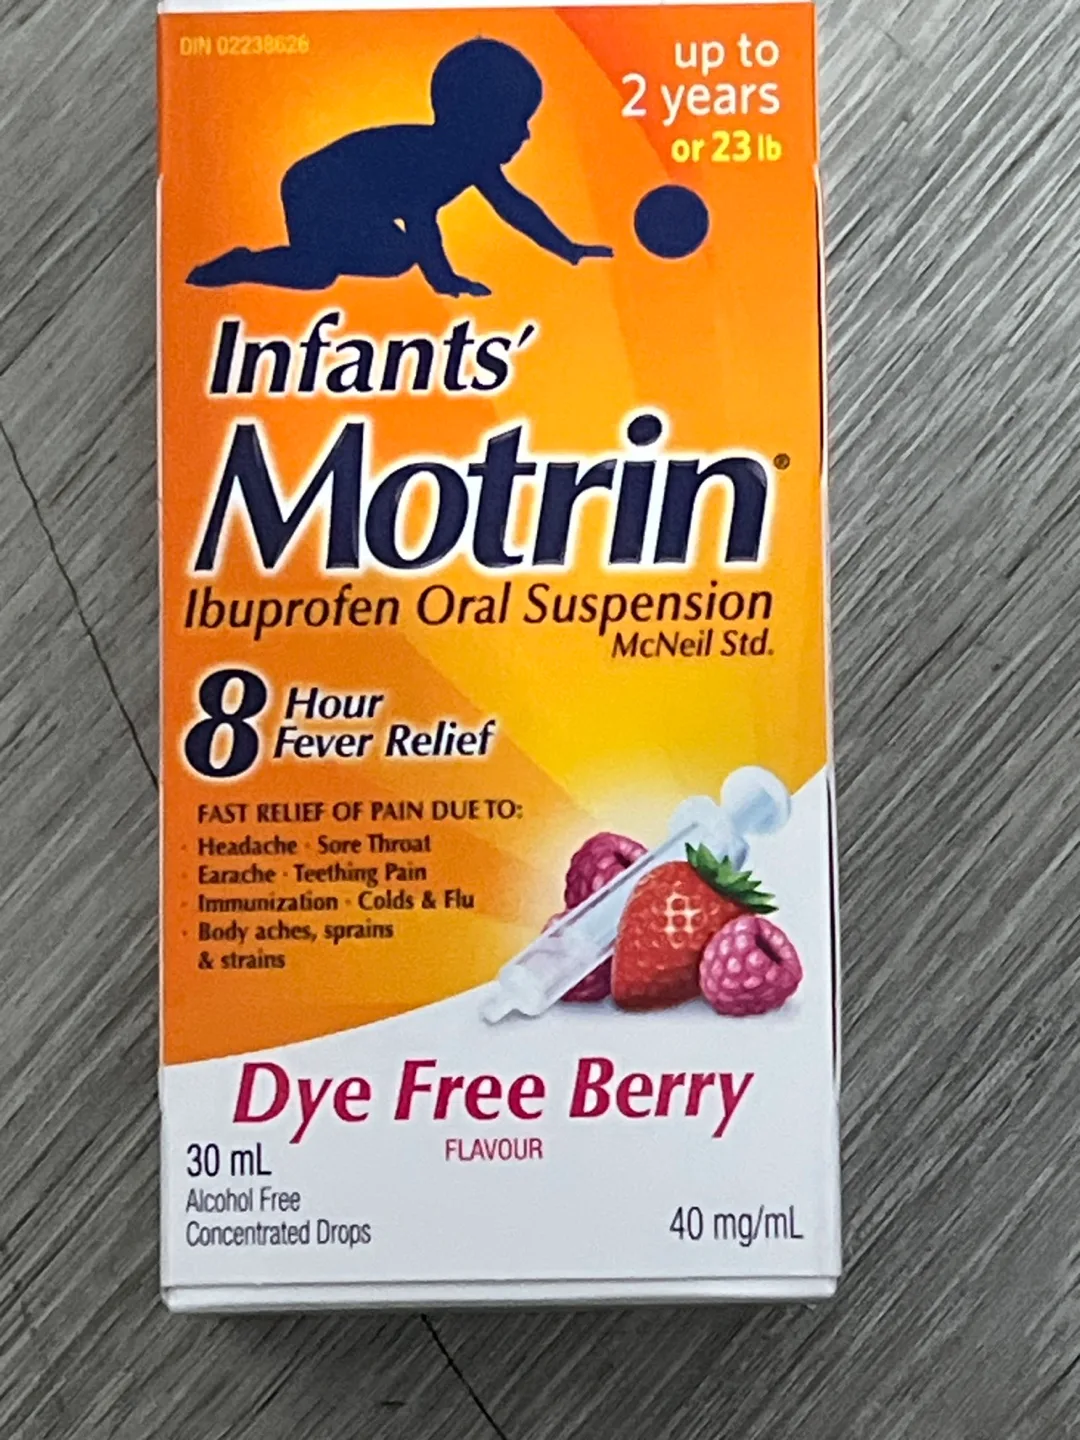 DIN 02238626
up to
2 years
or 23 lb
Infants'
Motrin®
Ibuprofen Oral Suspension
McNeil Std.
8 Hour
Fever Relief
FAST RELIEF OF PAIN DUE TO:
· Headache · Sore Throat
· Earache · Teething Pain
· Immunization · Colds & Flu
· Body aches, sprains
& strains
Dye Free Berry
FLAVOUR
30 mL
Alcohol Free
Concentrated Drops
40 mg/mL